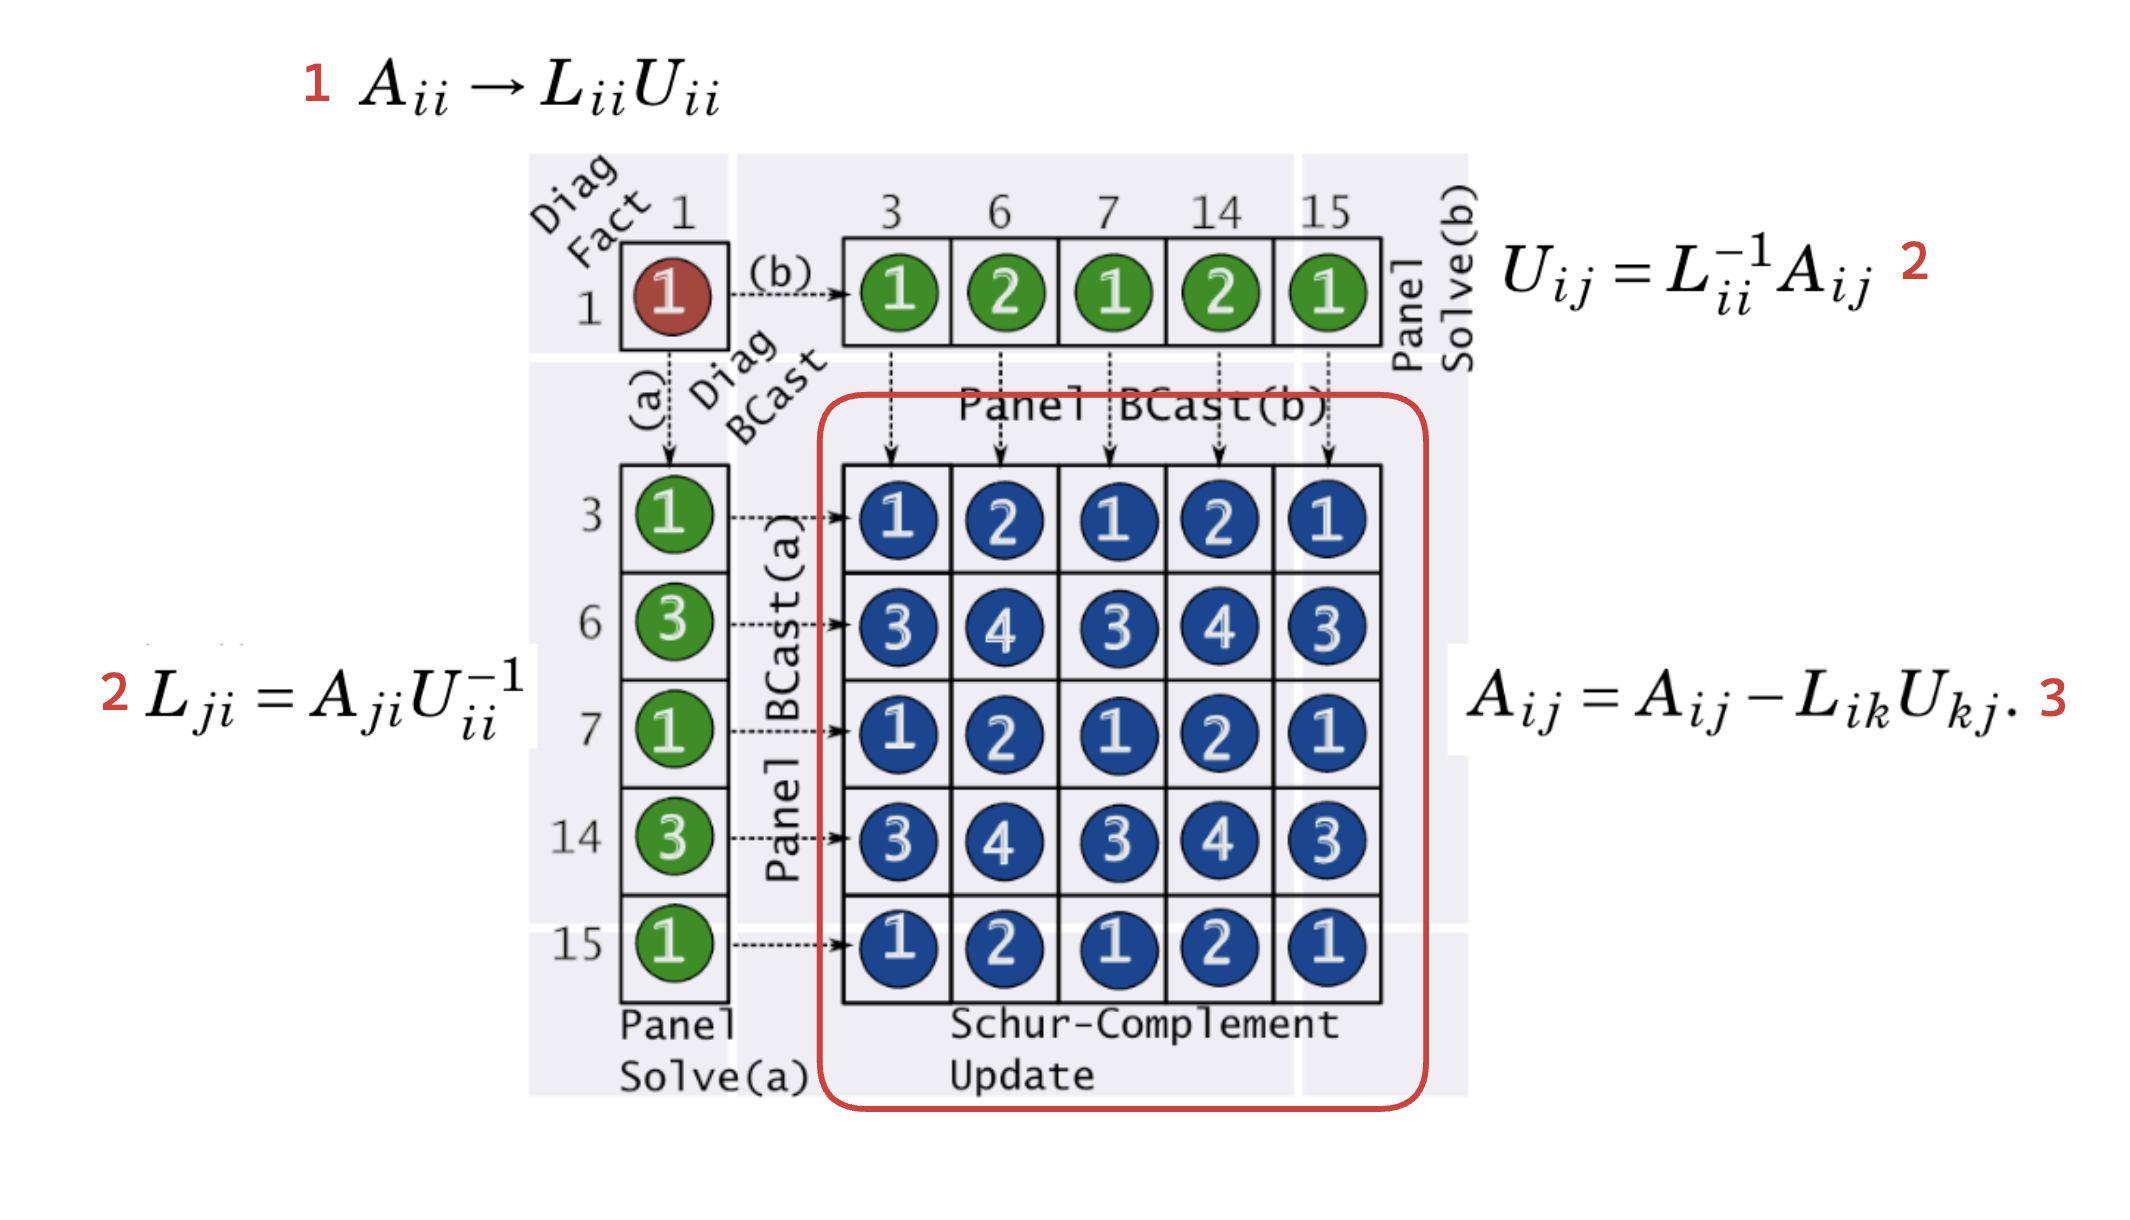 1 A_{ii} → L_{ii}U_{ii}
Diag
Fact
1 3 6 7 14 15
1 1 (b) 1 2 1 2 1
Panel
Solve(b)
U_{ij} = L_{ii}^{-1}A_{ij} 2
(a)
Diag
BCast
Panel BCast(b)
Panel BCast(a)
3 1 1 2 1 2 1
6 3 3 4 3 4 3
2 L_{ji} = A_{ji}U_{ii}^{-1}
A_{ij} = A_{ij} − L_{ik}U_{kj}. 3
7 1 1 2 1 2 1
14 3 3 4 3 4 3
15 1 1 2 1 2 1
Panel
Solve(a)
Schur-Complement
Update